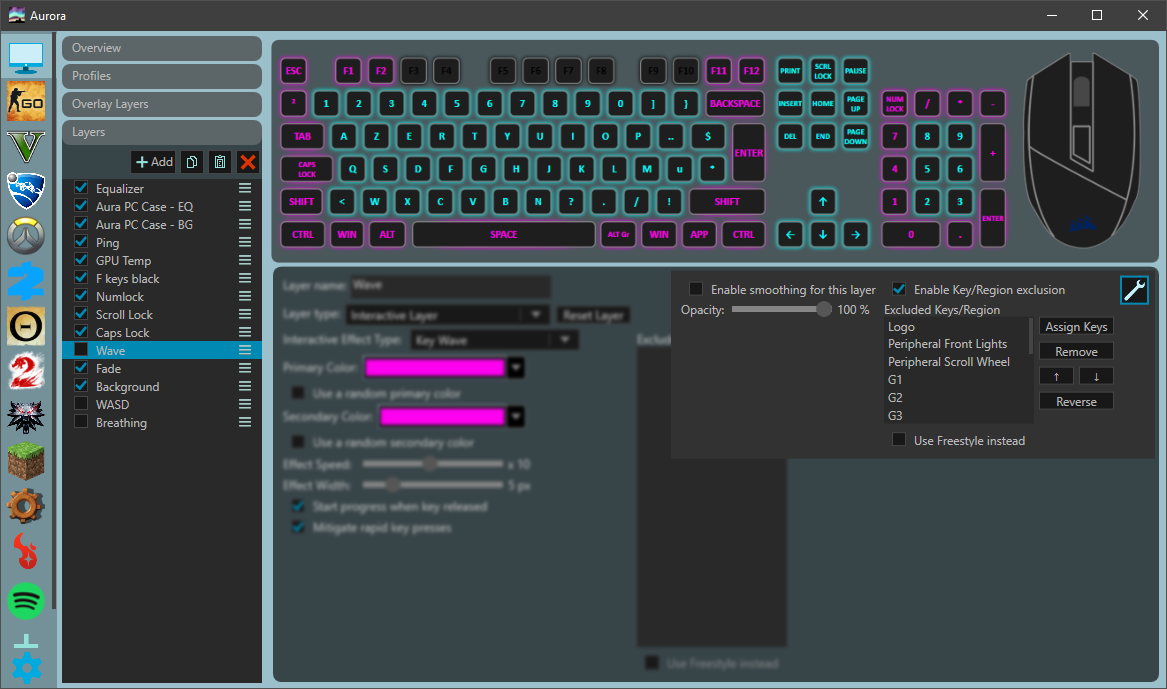 Aurora
GO
Overview
Profiles
Overlay Layers
Layers
Add
Equalizer
Aura PC Case - EQ
Aura PC Case - BG
Ping
GPU Temp
F keys black
Numlock
Scroll Lock
Caps Lock
Wave
Fade
Background
WASD
Breathing
ESC F1 F2 F3 F4 F5 F6 F7 F8 F9 F10 F11 F12 PRINT SCRL LOCK PAUSE
² 1 2 3 4 5 6 7 8 9 0 ] } BACKSPACE INSERT HOME PAGE UP NUM LOCK / * -
TAB A Z E R T Y U I O P .. $ ENTER DEL END PAGE DOWN 7 8 9 +
CAPS LOCK Q S D F G H J K L M u * 4 5 6
SHIFT < W X C V B N ? . / ! SHIFT ↑ 1 2 3 ENTER
CTRL WIN ALT SPACE ALT Gr WIN APP CTRL ← ↓ → 0 .
Layer name: Wave
Layer type: Interactive Layer Reset Layer
Interactive Effect Type: Key Wave
Primary Color:
Use a random primary color
Secondary Color:
Use a random secondary color
Effect Speed: x 10
Effect Width: 5 px
Start progress when key released
Mitigate rapid key presses
Use Freestyle instead
Enable smoothing for this layer
Opacity: 100 %
Enable Key/Region exclusion
Excluded Keys/Region
Logo
Peripheral Front Lights
Peripheral Scroll Wheel
G1
G2
G3
Assign Keys
Remove
↑ ↓
Reverse
Use Freestyle instead